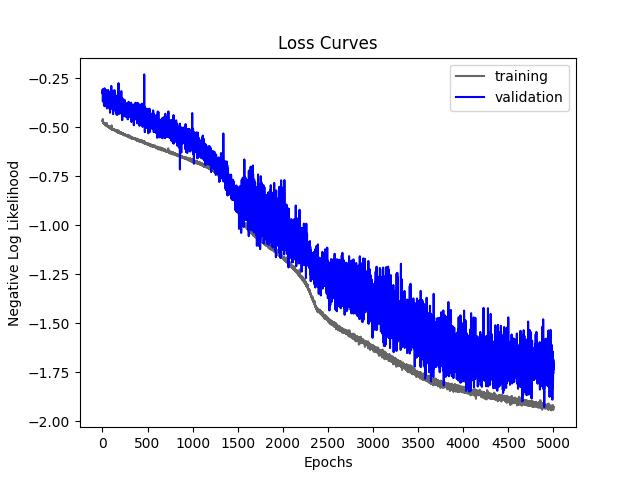 Loss Curves
training
validation
Negative Log Likelihood
−0.25
−0.50
−0.75
−1.00
−1.25
−1.50
−1.75
−2.00
0 500 1000 1500 2000 2500 3000 3500 4000 4500 5000
Epochs